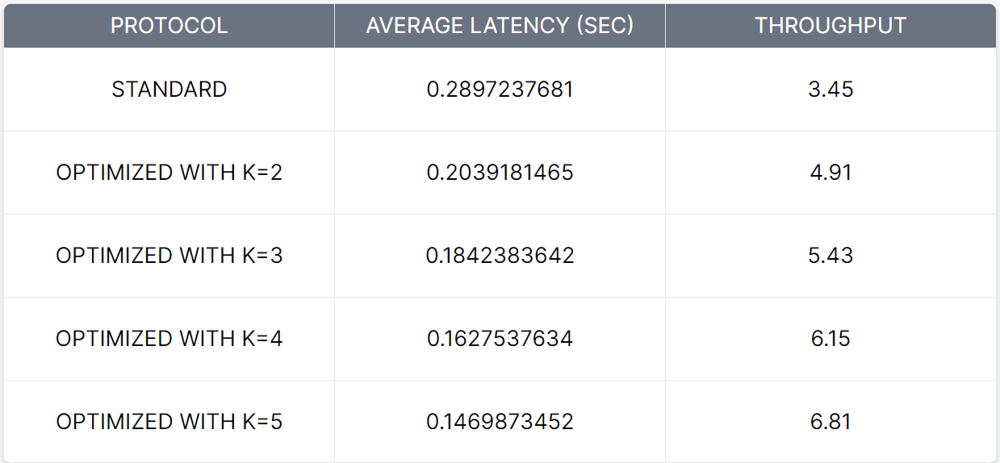 PROTOCOL AVERAGE LATENCY (SEC) THROUGHPUT
STANDARD 0.2897237681 3.45
OPTIMIZED WITH K=2 0.2039181465 4.91
OPTIMIZED WITH K=3 0.1842383642 5.43
OPTIMIZED WITH K=4 0.1627537634 6.15
OPTIMIZED WITH K=5 0.1469873452 6.81